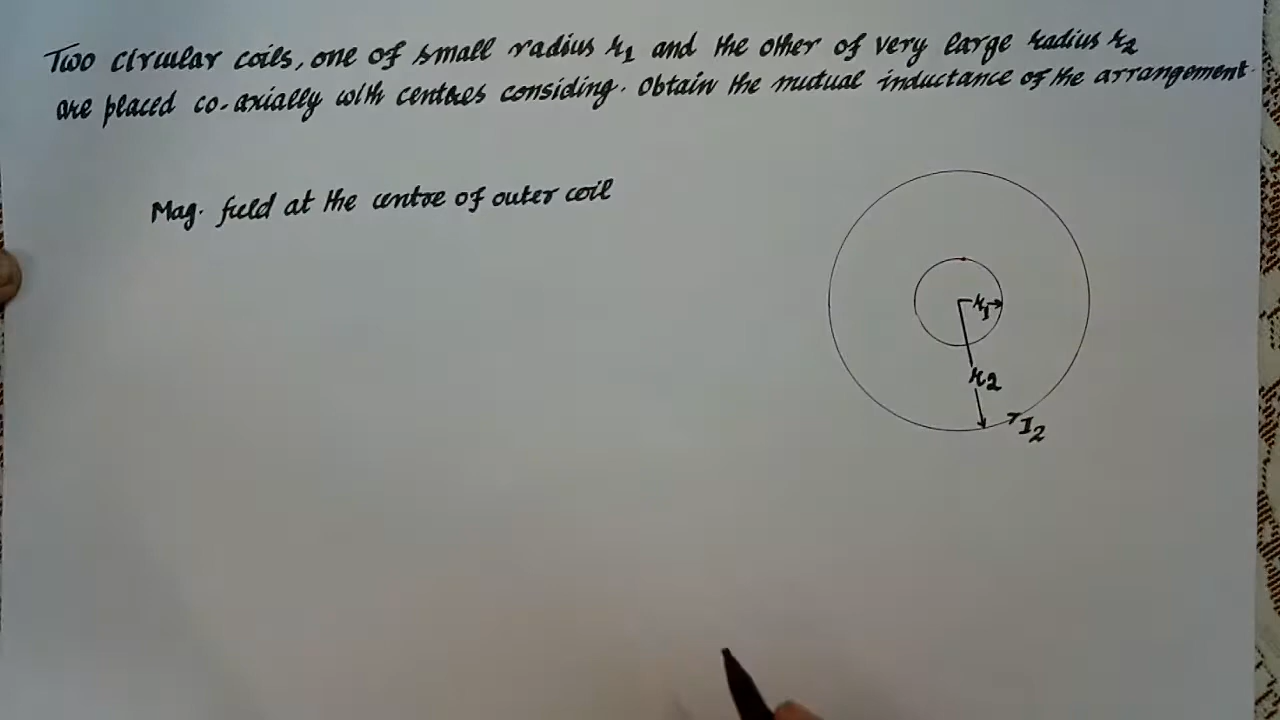 Two circular coils, one of small radius r1 and the other of very large radius r2
are placed co-axially with centres considing. Obtain the mutual inductance of the arrangement.
Mag. field at the centre of outer coil
r1
r2
I2